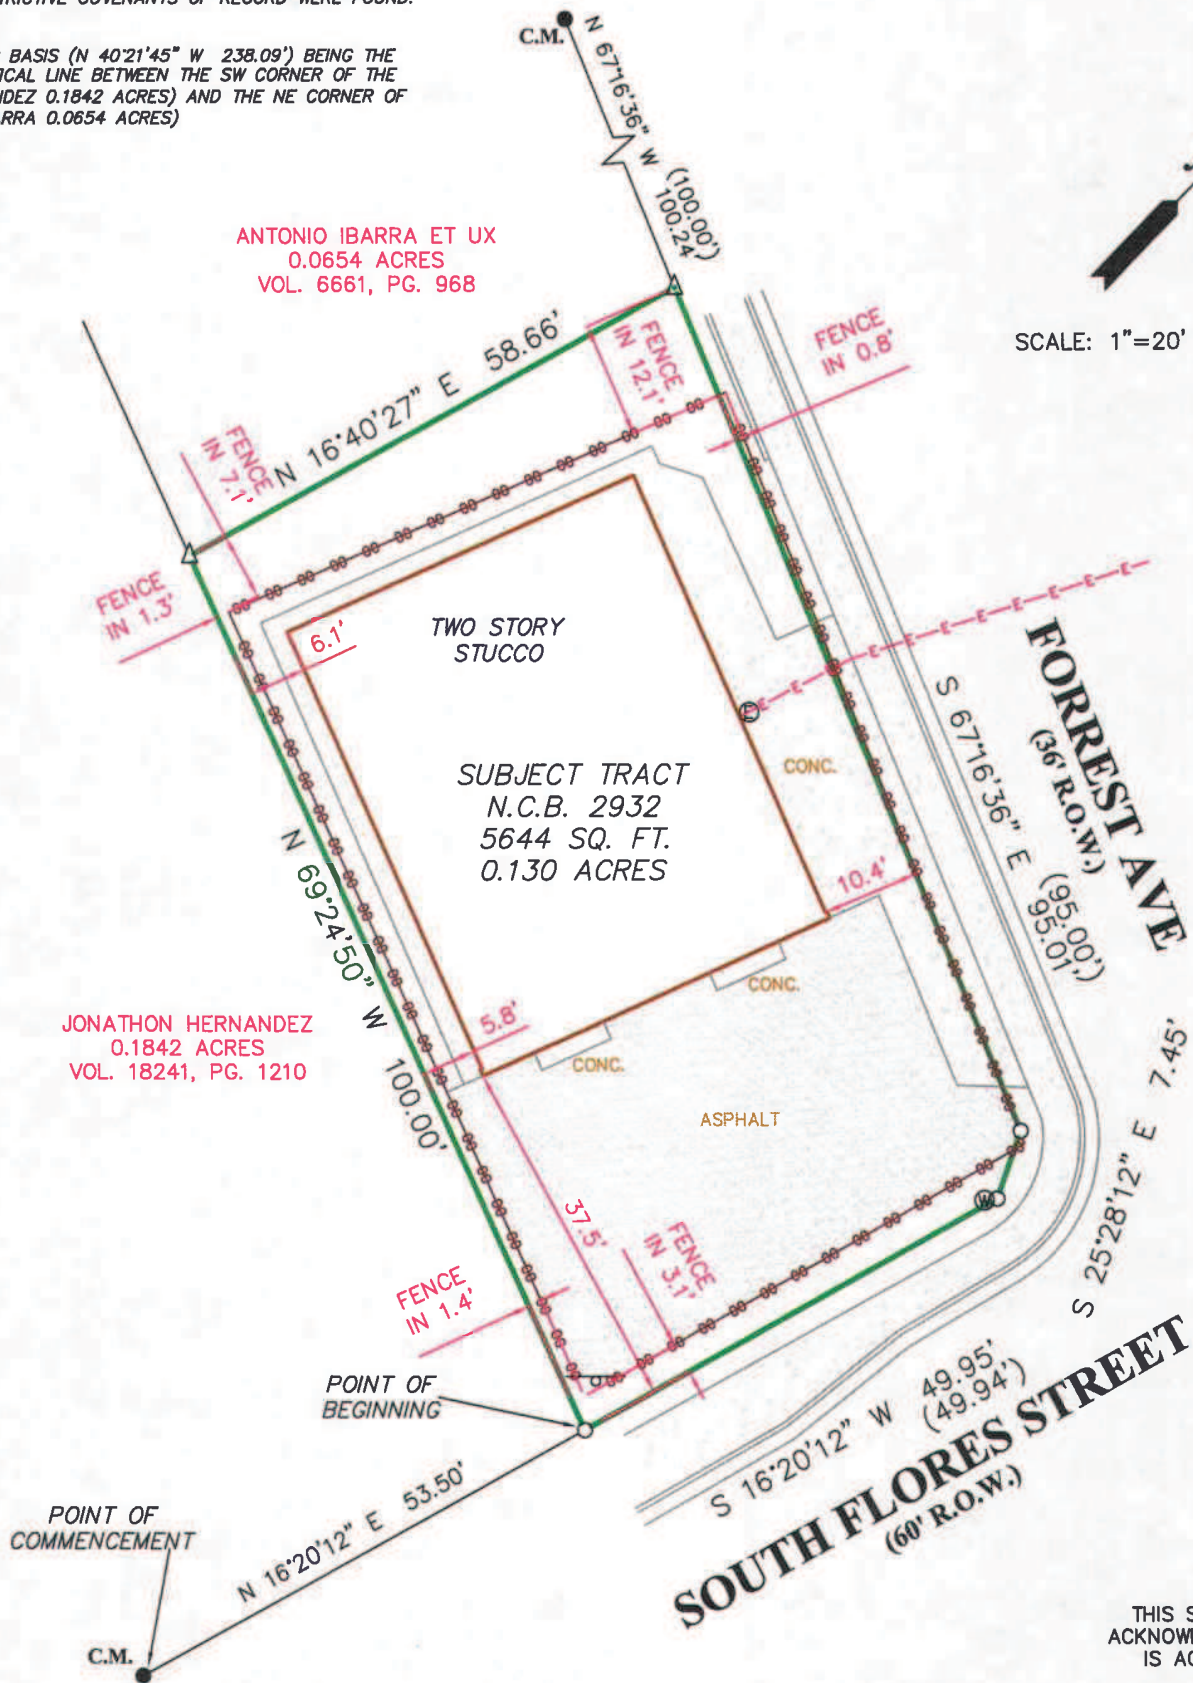 BASIS (N 40°21'45" W 238.09') BEING THE
LINE BETWEEN THE SW CORNER OF THE
0.1842 ACRES) AND THE NE CORNER OF
0.0654 ACRES)
C.M.
N 67°16'36" W (100.00')
100.24'
ANTONIO IBARRA ET UX
0.0654 ACRES
VOL. 6661, PG. 968
SCALE: 1"=20'
N 16°40'27" E 58.66'
FENCE
IN 12.1'
FENCE
IN 0.8'
FENCE
IN 7.1'
FENCE
IN 1.3'
6.1'
TWO STORY
STUCCO
E E E E E E E E
E
SUBJECT TRACT
N.C.B. 2932
5644 SQ. FT.
0.130 ACRES
CONC.
FORREST AVE
(36' R.O.W.)
S 67°16'36" E (95.00')
95.01'
10.4'
N 69°24'50" W 100.00'
CONC.
5.8'
CONC.
JONATHON HERNANDEZ
0.1842 ACRES
VOL. 18241, PG. 1210
ASPHALT
S 25°28'12" E 7.45'
W
37.5'
FENCE
IN 3.1'
FENCE
IN 1.4'
POINT OF
BEGINNING
S 16°20'12" W 49.95'
(49.94')
SOUTH FLORES STREET
(60' R.O.W.)
N 16°20'12" E 53.50'
POINT OF
COMMENCEMENT
C.M.
THIS
IS